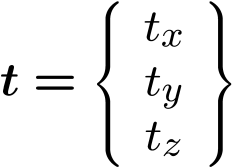 t = { t_x
t_y
t_z }